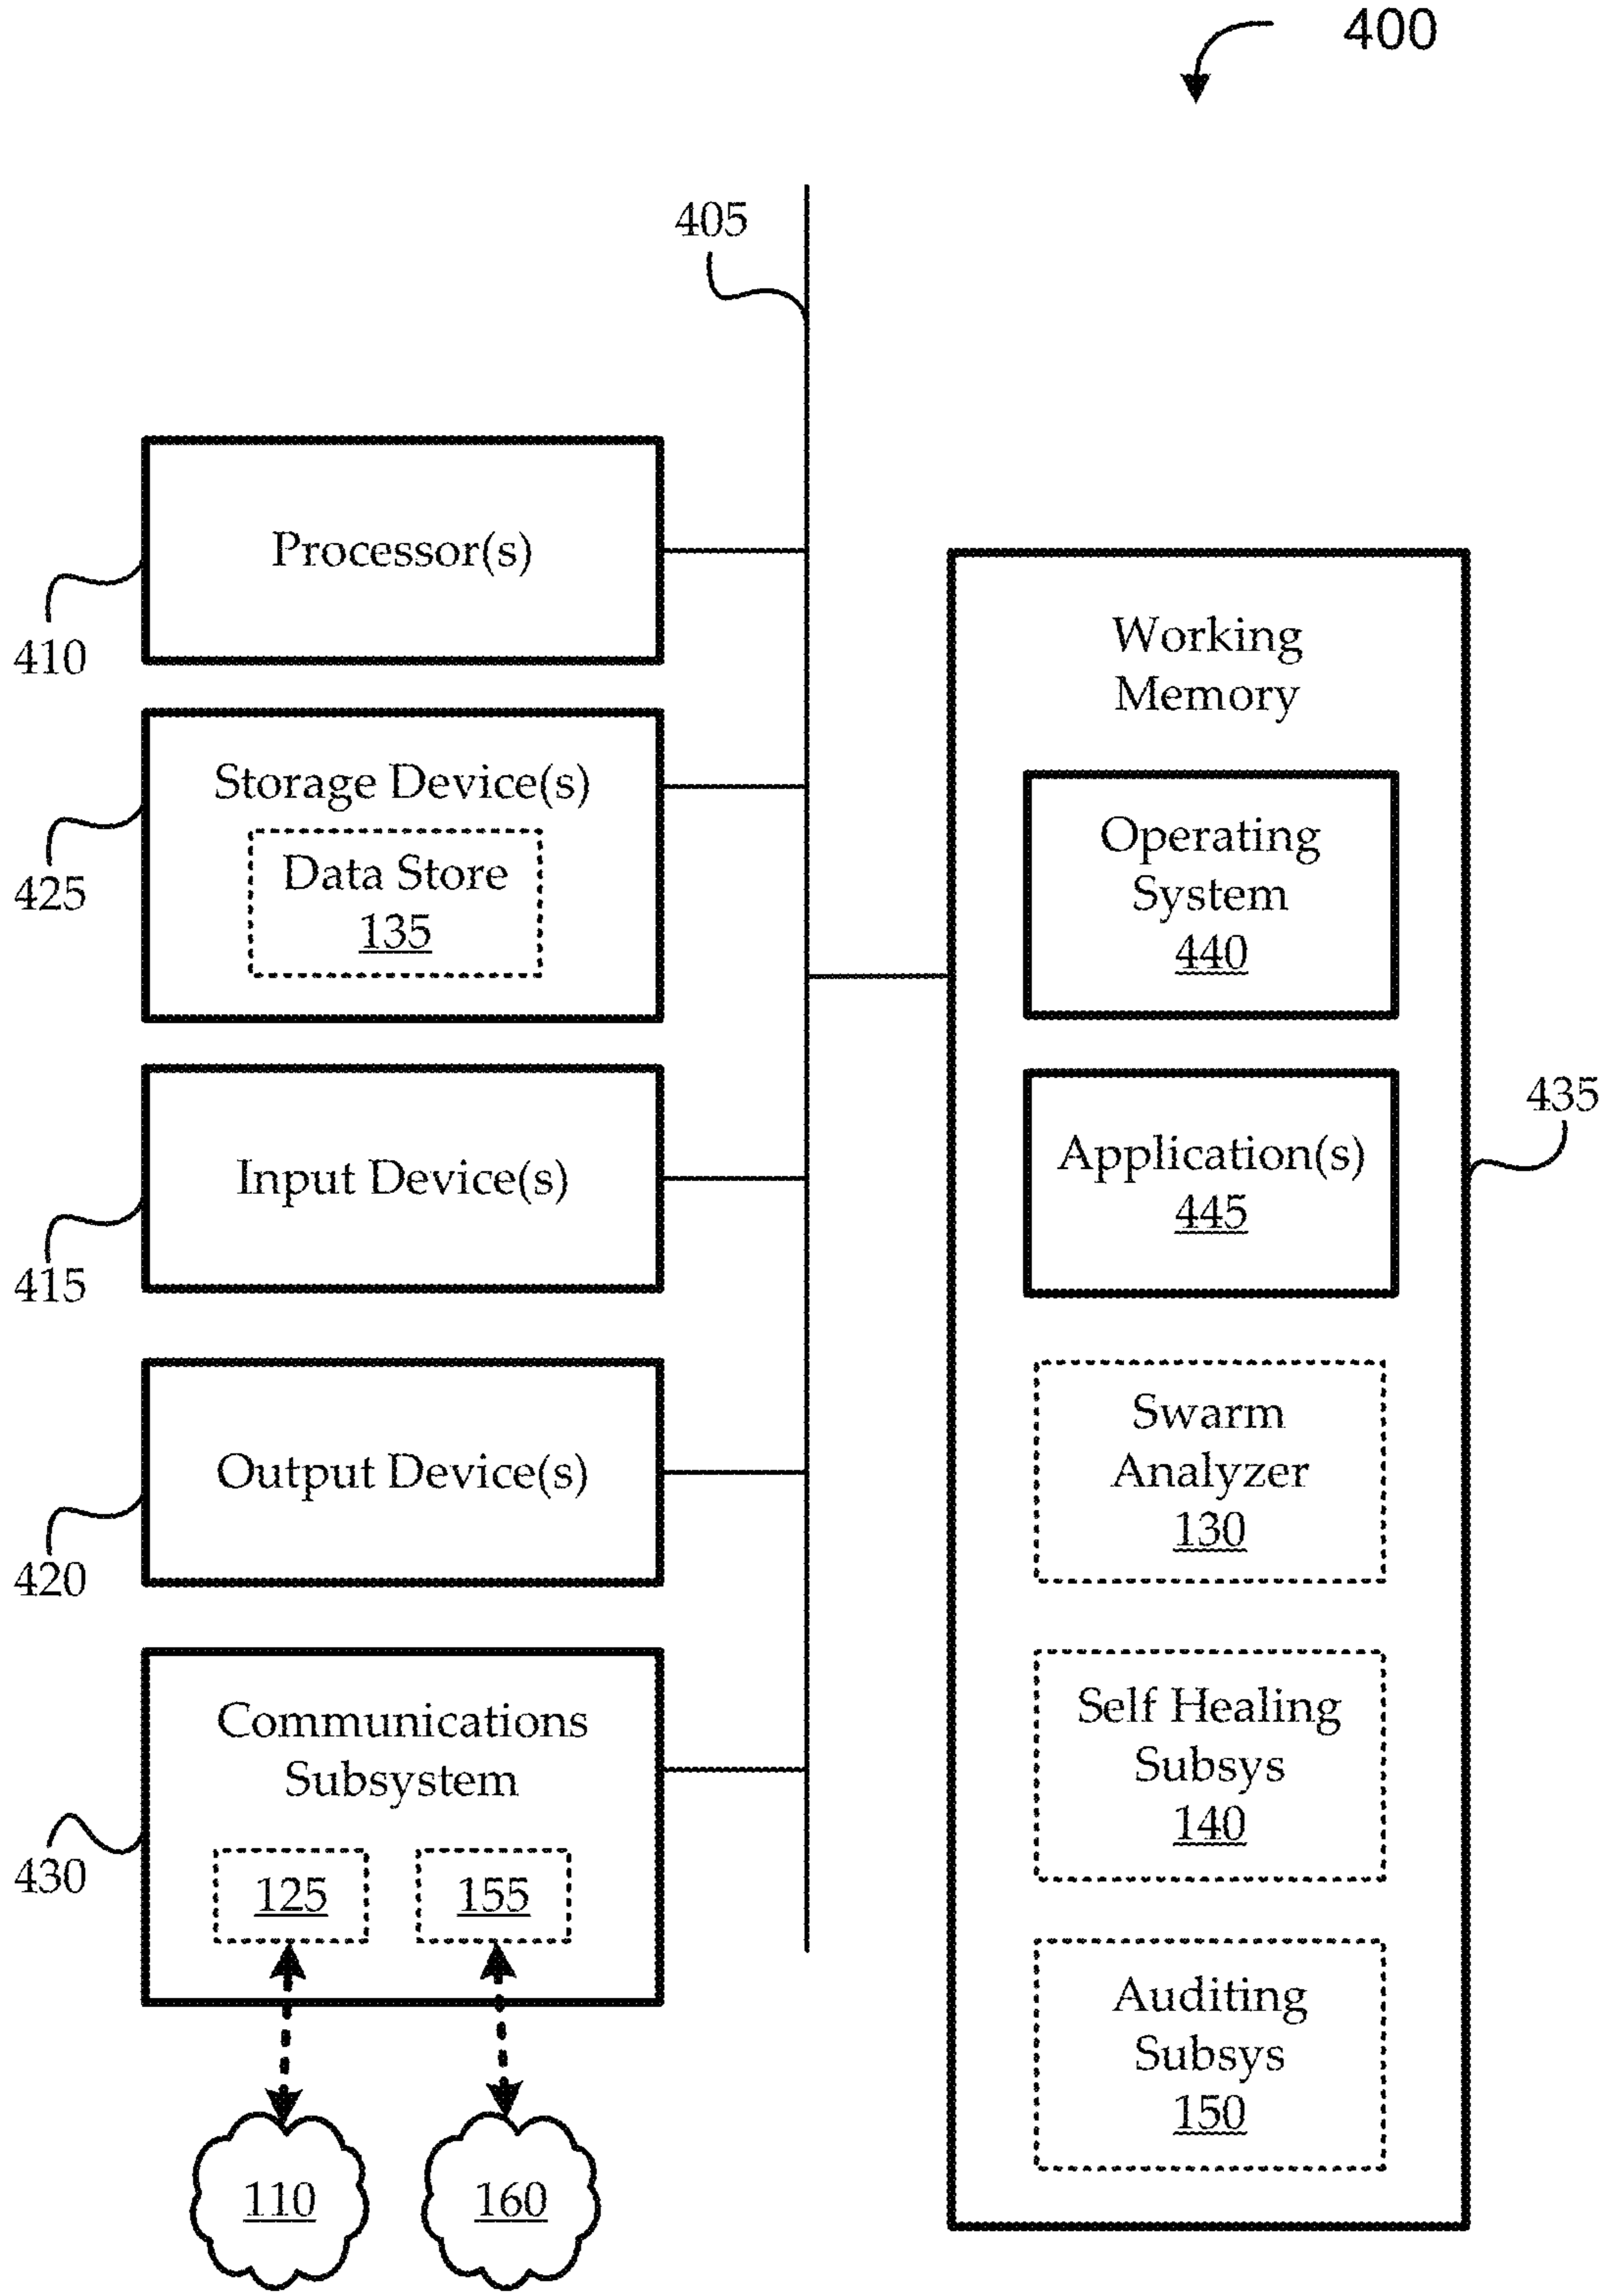 400
405
Processor(s)
410
Storage Device(s)
Data Store
135
425
Input Device(s)
415
Output Device(s)
420
Communications
Subsystem
430
125
155
110
160
Working
Memory
Operating
System
440
Application(s)
445
435
Swarm
Analyzer
130
Self Healing
Subsys
140
Auditing
Subsys
150